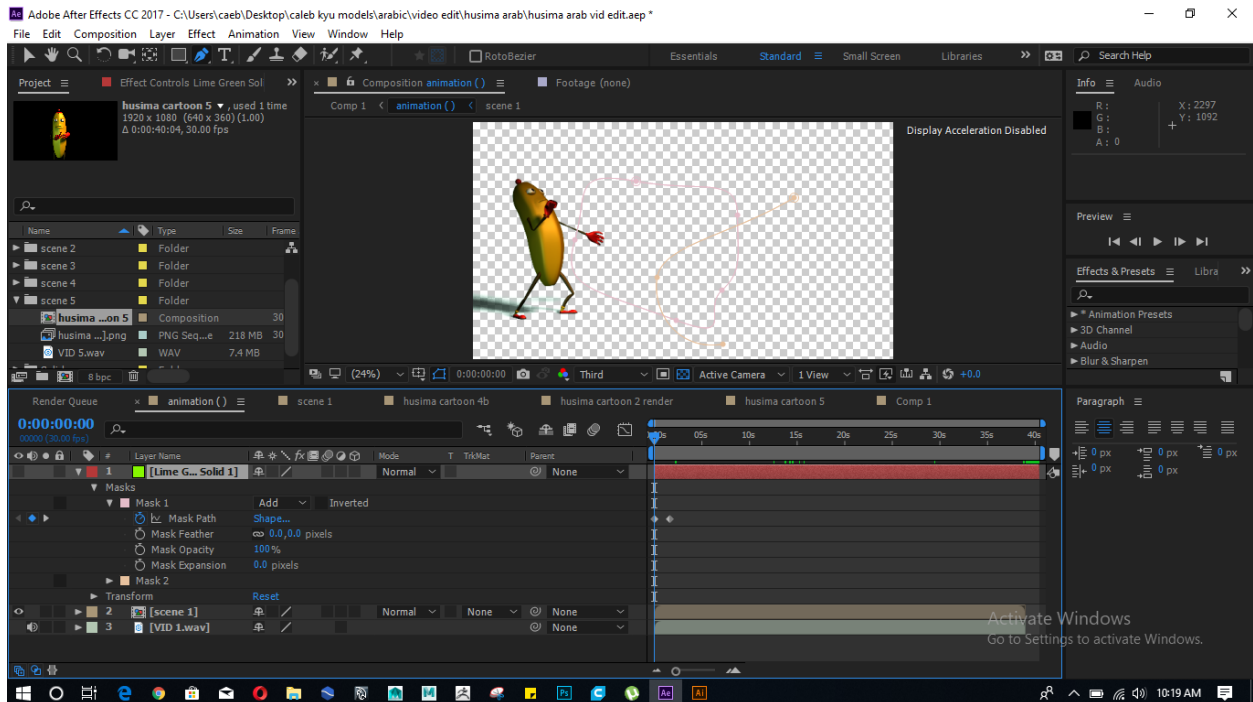 Adobe After Effects CC 2017 - C:\Users\caeb\Desktop\caleb kyu models\arabic\video edit\husima arab\husima arab vid edit.aep *
File Edit Composition Layer Effect Animation View Window Help
RotoBezier Essentials Standard Small Screen Libraries Search Help
Project Effect Controls Lime Green Sol Composition animation ( ) Footage (none) Info Audio
husima cartoon 5 , used 1 time
1920 x 1080 (640 x 360) (1.00)
Δ 0:00:40:04, 30.00 fps
Comp 1 animation ( ) scene 1
Display Acceleration Disabled
R : X : 2297
G : Y : 1092
B :
A : 0
Preview
Name Type Size Frame
scene 2 Folder
scene 3 Folder
scene 4 Folder
scene 5 Folder
husima ...on 5 Composition 30
husima ...].png PNG Seq...e 218 MB 30
VID 5.wav WAV 7.4 MB
8 bpc
Effects & Presets Libra
* Animation Presets
3D Channel
Audio
Blur & Sharpen
(24%) 0:00:00:00 Third Active Camera 1 View +0.0
Render Queue animation ( ) scene 1 husima cartoon 4b husima cartoon 2 render husima cartoon 5 Comp 1
Paragraph
0:00:00:00
00000 (30.00 fps)
05s 10s 15s 20s 25s 30s 35s 40s
# Layer Name Mode T TrkMat Parent
1 [Lime G... Solid 1] Normal None
Masks
Mask 1 Add Inverted
Mask Path Shape...
Mask Feather 0.0,0.0 pixels
Mask Opacity 100%
Mask Expansion 0.0 pixels
Mask 2
Transform Reset
2 [scene 1] Normal None None
3 [VID 1.wav] None
0 px 0 px 0 px
0 px 0 px
Activate Windows
Go to Settings to activate Windows.
Ps Ae Ai 10:19 AM